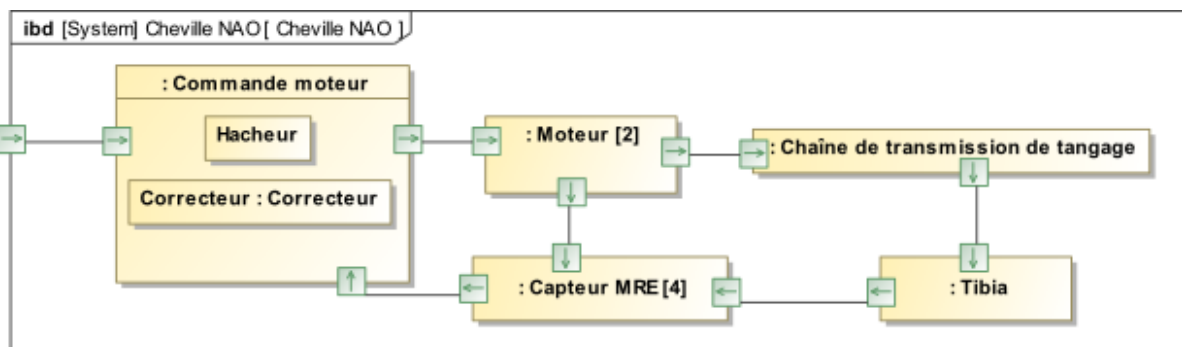 ibd [System] Cheville NAO [ Cheville NAO ]
: Commande moteur
Hacheur
Correcteur : Correcteur
: Moteur [2]
: Chaîne de transmission de tangage
: Capteur MRE[4]
: Tibia